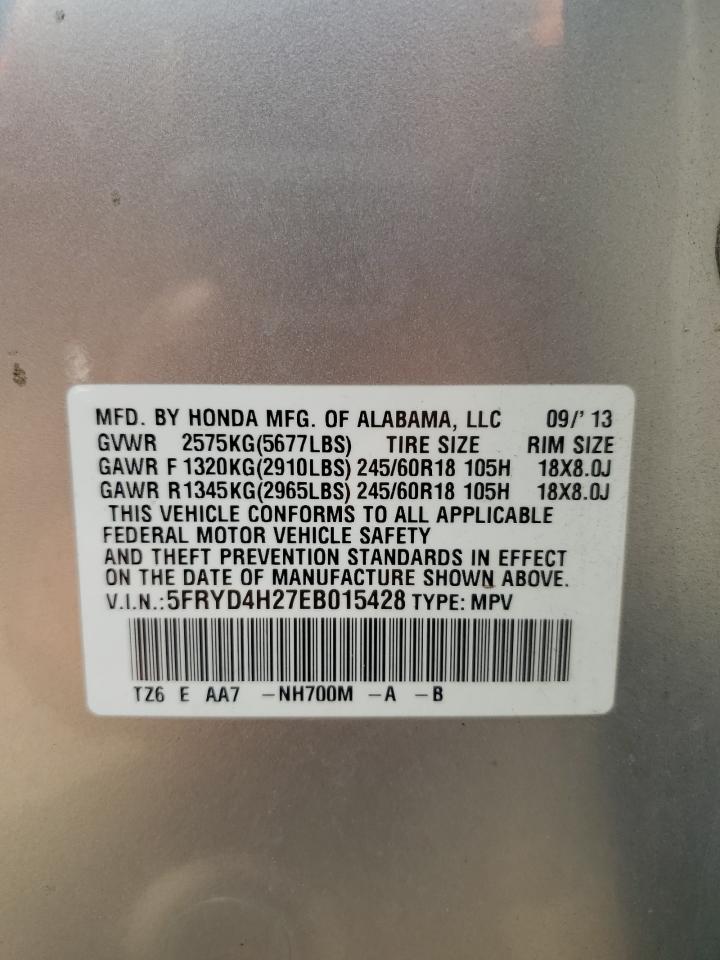 MFD. BY HONDA MFG. OF ALABAMA, LLC 09/' 13
GVWR 2575KG(5677LBS) TIRE SIZE RIM SIZE
GAWR F 1320KG(2910LBS) 245/60R18 105H 18X8.0J
GAWR R 1345KG(2965LBS) 245/60R18 105H 18X8.0J
THIS VEHICLE CONFORMS TO ALL APPLICABLE
FEDERAL MOTOR VEHICLE SAFETY
AND THEFT PREVENTION STANDARDS IN EFFECT
ON THE DATE OF MANUFACTURE SHOWN ABOVE.
V.I.N.:5FRYD4H27EB015428 TYPE: MPV
TZ6 E AA7 -NH700M -A -B